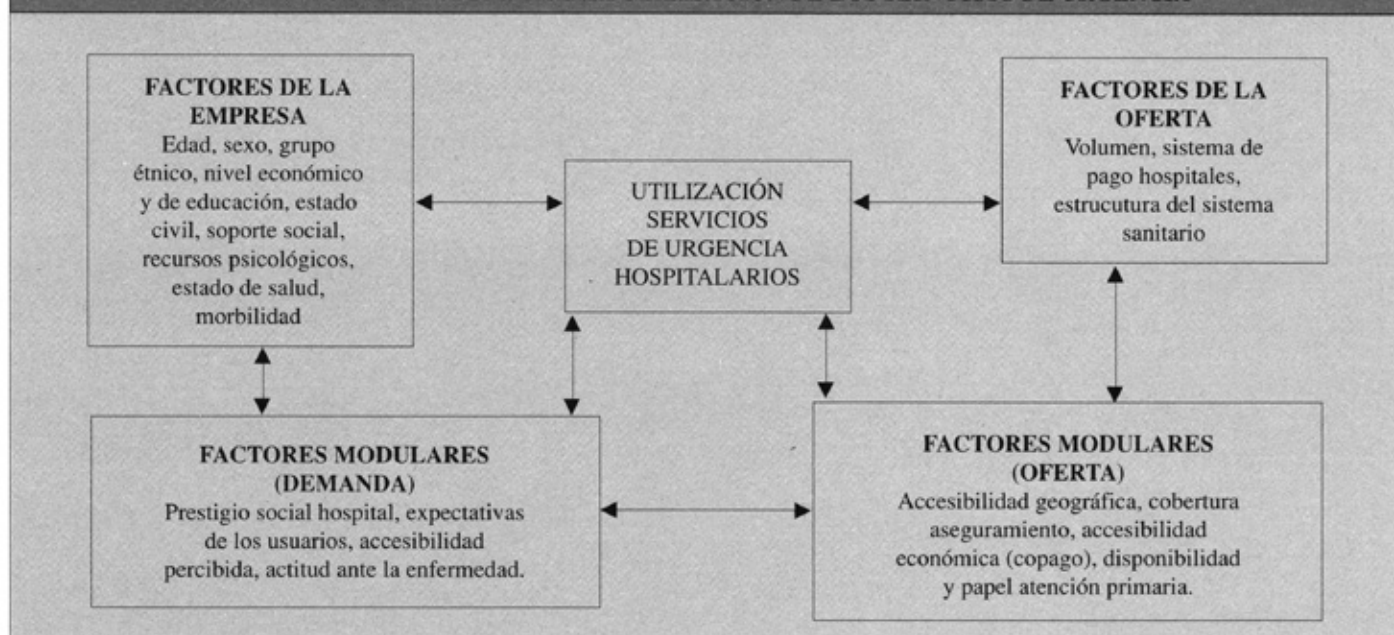 FACTORES DE LA
EMPRESA
Edad, sexo, grupo
étnico, nivel económico
y de educación, estado
civil, soporte social,
recursos psicológicos,
estado de salud,
morbilidad
UTILIZACIÓN
SERVICIOS
DE URGENCIA
HOSPITALARIOS
FACTORES DE LA
OFERTA
Volumen, sistema de
pago hospitales,
estrucutura del sistema
sanitario
FACTORES MODULARES
(DEMANDA)
Prestigio social hospital, expectativas
de los usuarios, accesibilidad
percibida, actitud ante la enfermedad.
FACTORES MODULARES
(OFERTA)
Accesibilidad geográfica, cobertura
aseguramiento, accesibilidad
económica (copago), disponibilidad
y papel atención primaria.